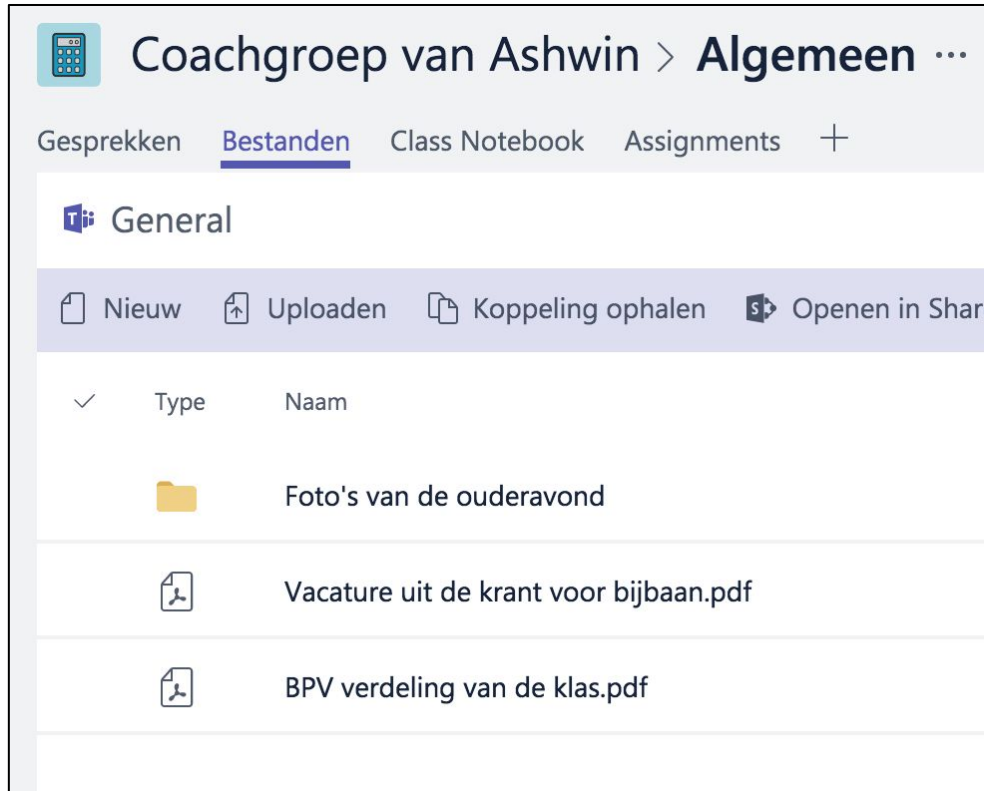 Coachgroep van Ashwin > Algemeen ...
Gesprekken Bestanden Class Notebook Assignments +
General
Nieuw Uploaden Koppeling ophalen Openen in Shar
Type Naam
Foto's van de ouderavond
Vacature uit de krant voor bijbaan.pdf
BPV verdeling van de klas.pdf